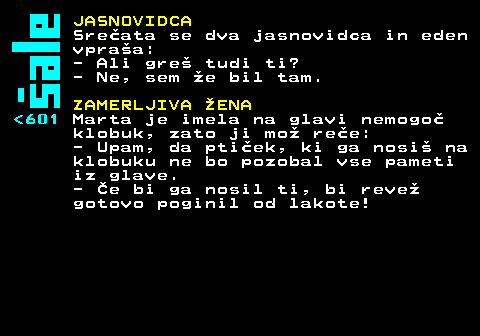 šale
<601
JASNOVIDCA
Srečata se dva jasnovidca in eden
vpraša:
- Ali greš tudi ti?
- Ne, sem že bil tam.
ZAMERLJIVA ŽENA
Marta je imela na glavi nemogoč
klobuk, zato ji mož reče:
- Upam, da ptiček, ki ga nosiš na
klobuku ne bo pozobal vse pameti
iz glave.
- Če bi ga nosil ti, bi revež
gotovo poginil od lakote!